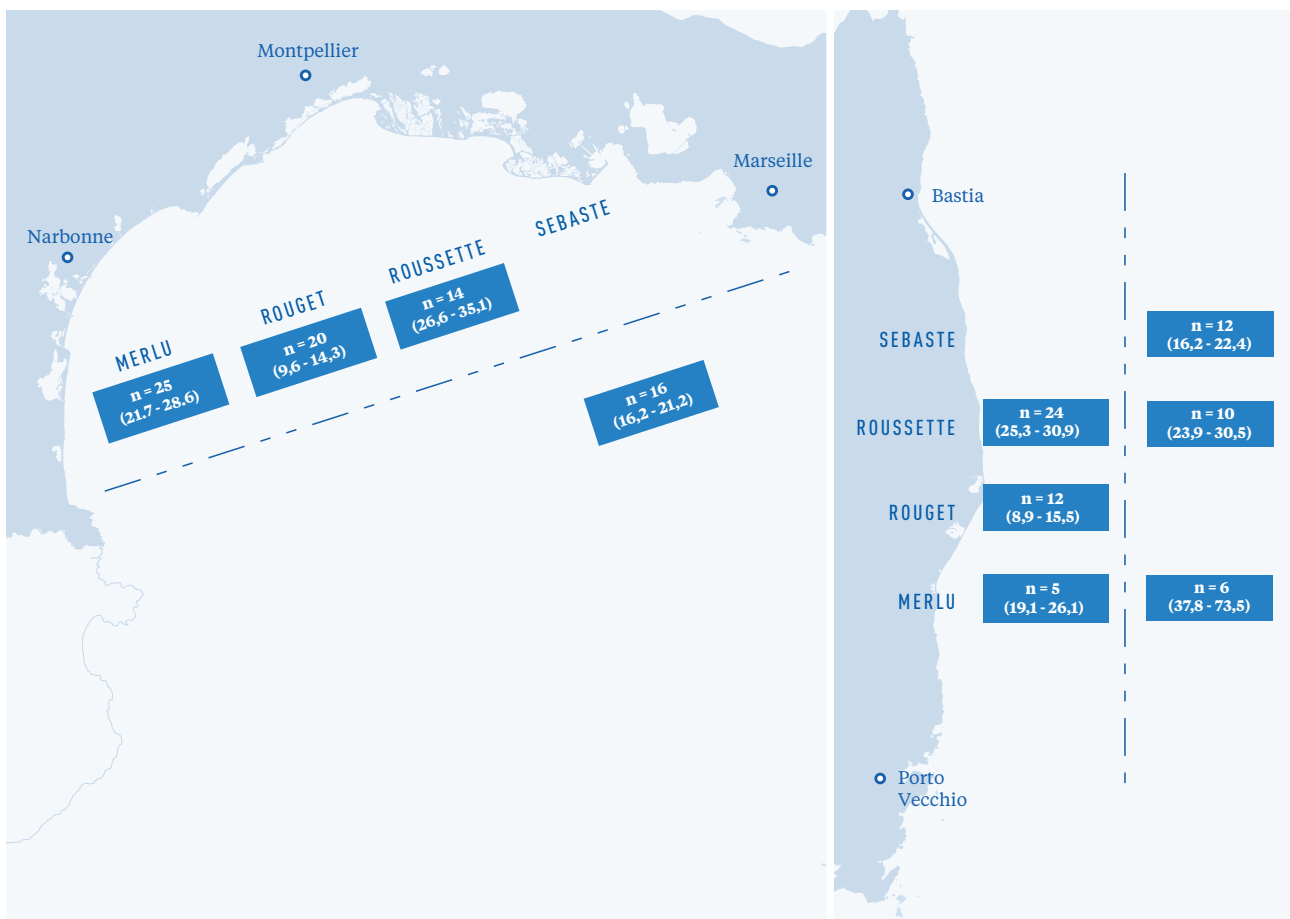 Montpellier
Marseille
Narbonne
SEBASTE
ROUSSETTE
n = 14
(26,6 - 35,1)
ROUGET
n = 20
(9,6 - 14,3)
MERLU
n = 25
(21.7 - 28.6)
n = 16
(16,2 - 21,2)
Bastia
SEBASTE
n = 12
(16,2 - 22,4)
ROUSSETTE
n = 24
(25,3 - 30,9)
n = 10
(23,9 - 30,5)
ROUGET
n = 12
(8,9 - 15,5)
MERLU
n = 5
(19,1 - 26,1)
n = 6
(37,8 - 73,5)
Porto
Vecchio